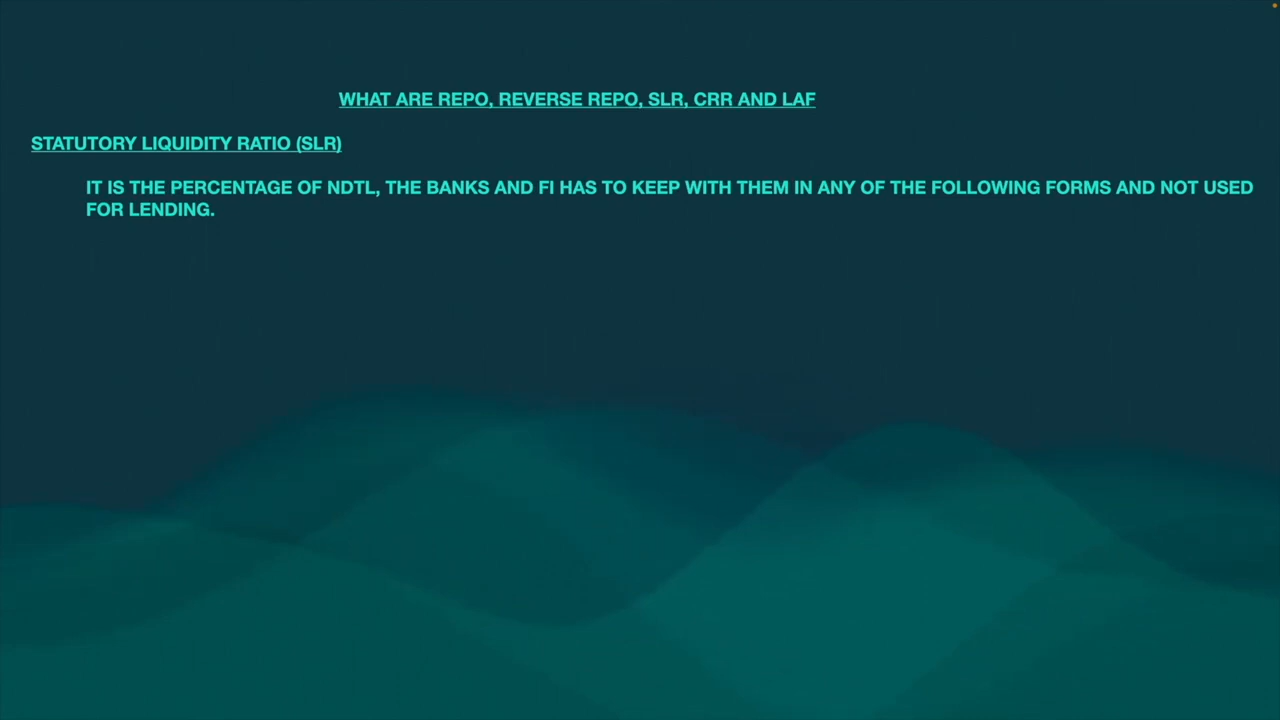 WHAT ARE REPO, REVERSE REPO, SLR, CRR AND LAF
STATUTORY LIQUIDITY RATIO (SLR)
IT IS THE PERCENTAGE OF NDTL, THE BANKS AND FI HAS TO KEEP WITH THEM IN ANY OF THE FOLLOWING FORMS AND NOT USED
FOR LENDING.